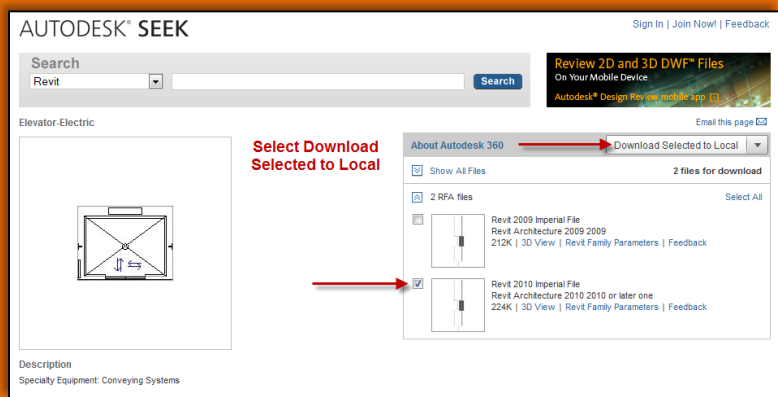 AUTODESK® SEEK
Sign In | Join Now! | Feedback
Search
Revit
Search
Review 2D and 3D DWF™ Files
On Your Mobile Device
Autodesk® Design Review mobile app
Elevator-Electric
Email this page
Select Download
Selected to Local
About Autodesk 360
Download Selected to Local
Show All Files
2 files for download
2 RFA files
Select All
Revit 2009 Imperial File
Revit Architecture 2009 2009
212K | 3D View | Revit Family Parameters | Feedback
Revit 2010 Imperial File
Revit Architecture 2010 2010 or later one
224K | 3D View | Revit Family Parameters | Feedback
Description
Specialty Equipment: Conveying Systems